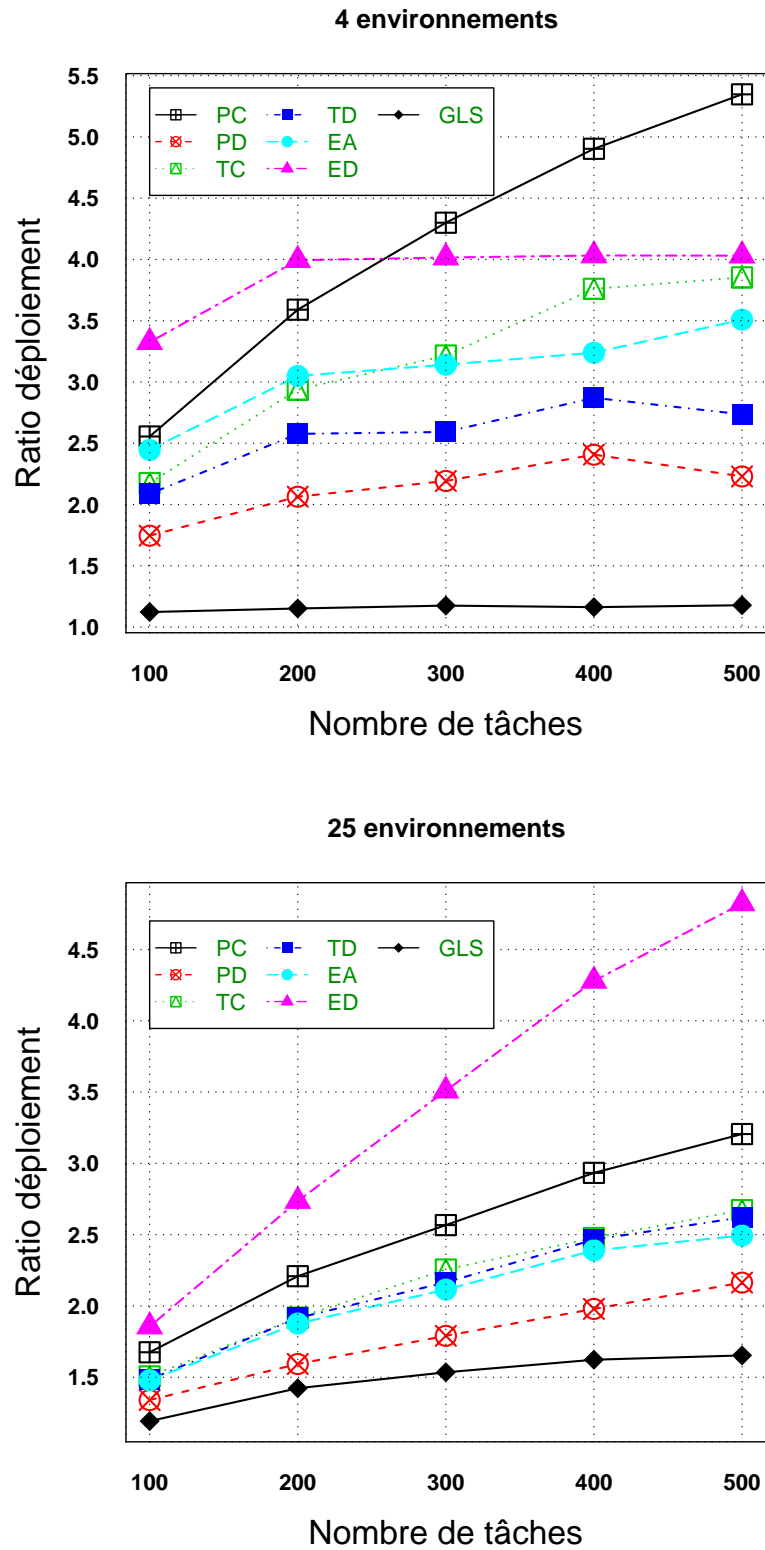 4 environnements
5.5
5.0
4.5
4.0
3.5
3.0
2.5
2.0
1.5
1.0
Ratio déploiement
PC TD GLS
PD EA
TC ED
100 200 300 400 500
Nombre de tâches
25 environnements
4.5
4.0
3.5
3.0
2.5
2.0
1.5
Ratio déploiement
PC TD GLS
PD EA
TC ED
100 200 300 400 500
Nombre de tâches